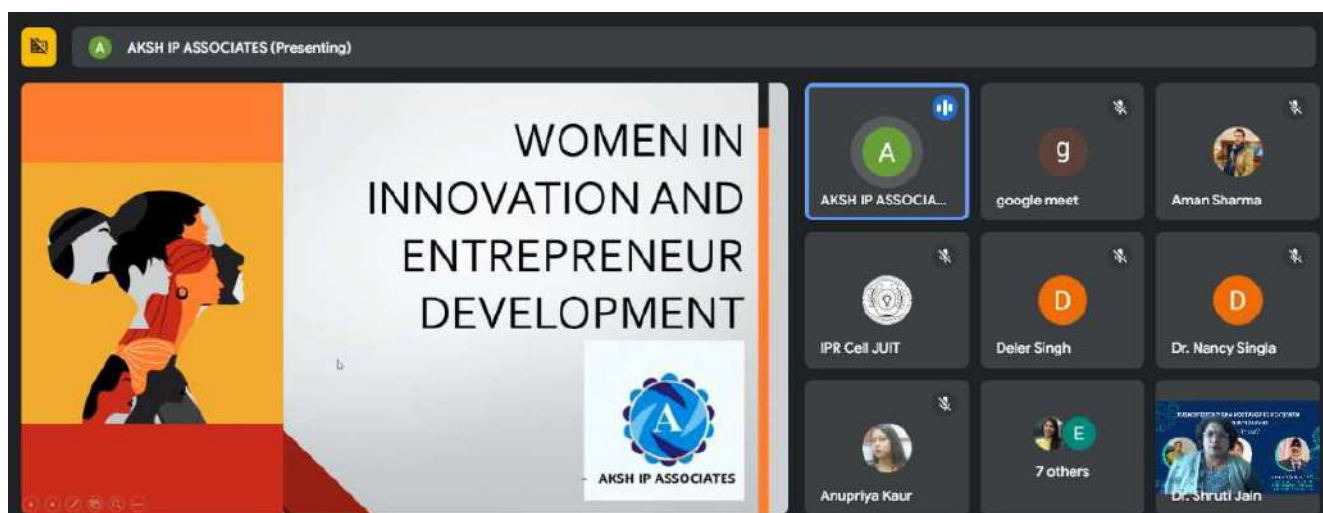 A AKSH IP ASSOCIATES (Presenting)
WOMEN IN
INNOVATION AND
ENTREPRENEUR
DEVELOPMENT
A
- AKSH IP ASSOCIATES
A
AKSH IP ASSOCIA...
g
google meet
Aman Sharma
IPR Cell JUIT
D
Deler Singh
D
Dr. Nancy Singla
Anupriya Kaur
E
7 others
Dr. Shruti Jain